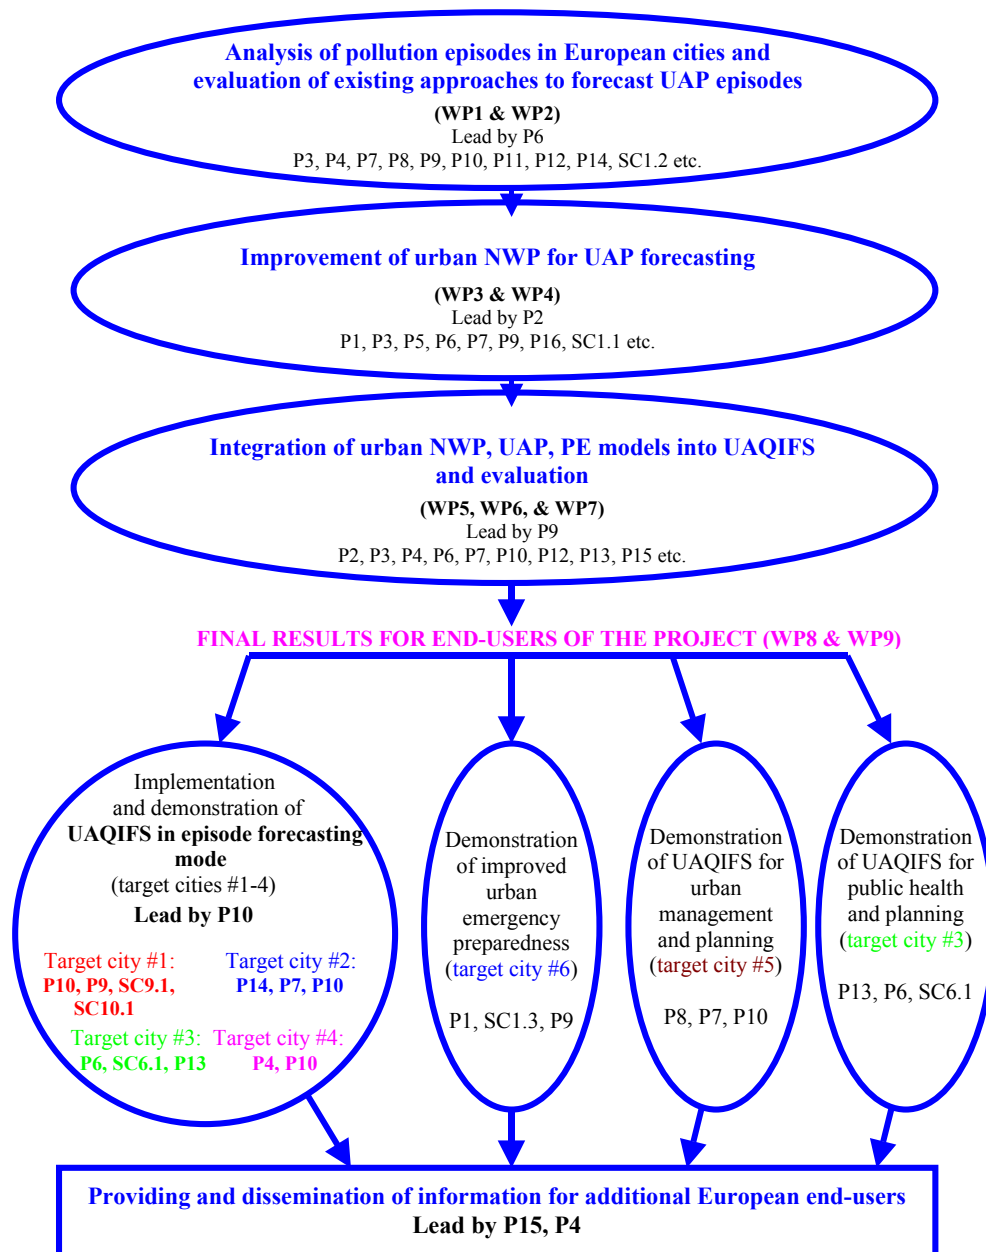 Analysis of pollution episodes in European cities and
evaluation of existing approaches to forecast UAP episodes
(WP1 & WP2)
Lead by P6
P3, P4, P7, P8, P9, P10, P11, P12, P14, SC1.2 etc.
Improvement of urban NWP for UAP forecasting
(WP3 & WP4)
Lead by P2
P1, P3, P5, P6, P7, P9, P16, SC1.1 etc.
Integration of urban NWP, UAP, PE models into UAQIFS
and evaluation
(WP5, WP6, & WP7)
Lead by P9
P2, P3, P4, P6, P7, P10, P12, P13, P15 etc.
FINAL RESULTS FOR END-USERS OF THE PROJECT (WP8 & WP9)
Implementation
and demonstration of
UAQIFS in episode forecasting
mode
(target cities #1-4)
Lead by P10
Target city #1:
P10, P9, SC9.1,
SC10.1
Target city #2:
P14, P7, P10
Target city #3:
P6, SC6.1, P13
Target city #4:
P4, P10
Demonstration
of improved
urban
emergency
preparedness
(target city #6)
P1, SC1.3, P9
Demonstration
of UAQIFS for
urban
management
and planning
(target city #5)
P8, P7, P10
Demonstration
of UAQIFS for
public health
and planning
(target city #3)
P13, P6, SC6.1
Providing and dissemination of information for additional European end-users
Lead by P15, P4